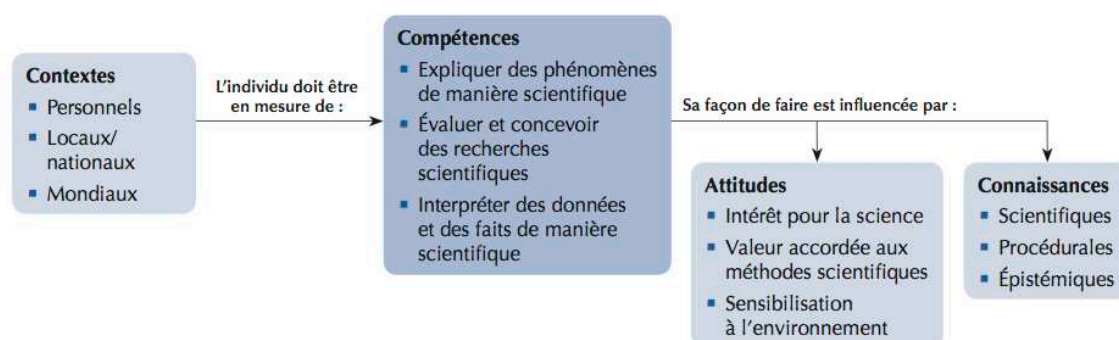 Contextes
▪ Personnels
▪ Locaux/
nationaux
▪ Mondiaux
L'individu doit être
en mesure de :
Compétences
▪ Expliquer des phénomènes
de manière scientifique
▪ Évaluer et concevoir
des recherches
scientifiques
▪ Interpréter des données
et des faits de manière
scientifique
Sa façon de faire est influencée par :
Attitudes
▪ Intérêt pour la science
▪ Valeur accordée aux
méthodes scientifiques
▪ Sensibilisation
à l'environnement
Connaissances
▪ Scientifiques
▪ Procédurales
▪ Épistémiques